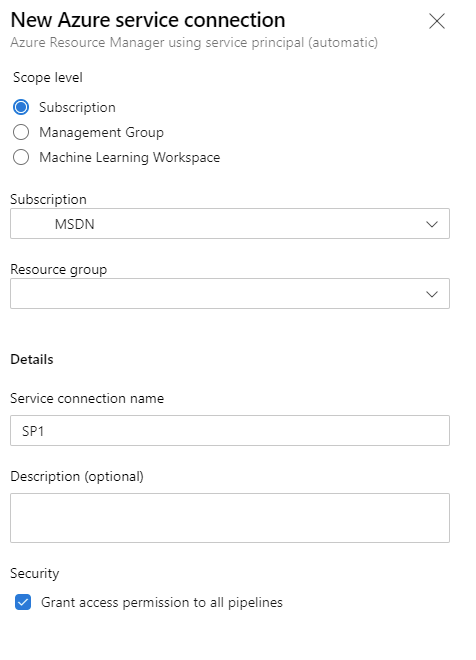 New Azure service connection
Azure Resource Manager using service principal (automatic)
Scope level
Subscription
Management Group
Machine Learning Workspace
Subscription
MSDN
Resource group
Details
Service connection name
SP1
Description (optional)
Security
Grant access permission to all pipelines